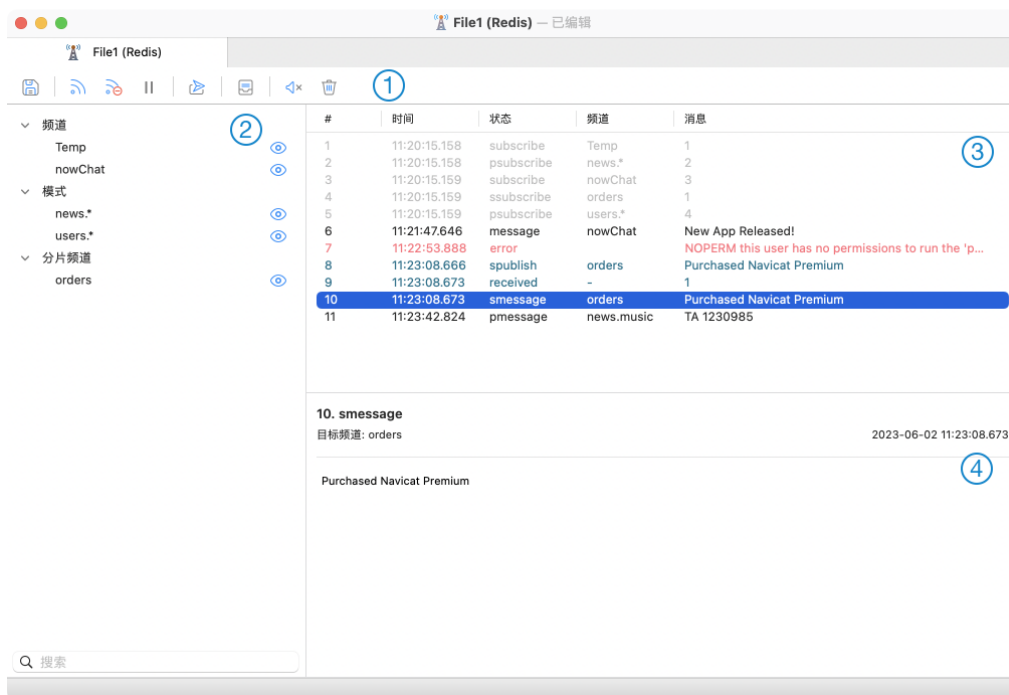 File1 (Redis) — 已编辑
File1 (Redis)
①
②
频道
Temp
nowChat
模式
news.*
users.*
分片频道
orders
搜索
# 时间 状态 频道 消息
③
1 11:20:15.158 subscribe Temp 1
2 11:20:15.158 psubscribe news.* 2
3 11:20:15.159 subscribe nowChat 3
4 11:20:15.159 ssubscribe orders 1
5 11:20:15.159 psubscribe users.* 4
6 11:21:47.646 message nowChat New App Released!
7 11:22:53.888 error NOPERM this user has no permissions to run the 'p...
8 11:23:08.666 spublish orders Purchased Navicat Premium
9 11:23:08.673 received - 1
10 11:23:08.673 smessage orders Purchased Navicat Premium
11 11:23:42.824 pmessage news.music TA 1230985
10. smessage
目标频道: orders 2023-06-02 11:23:08.673
④
Purchased Navicat Premium